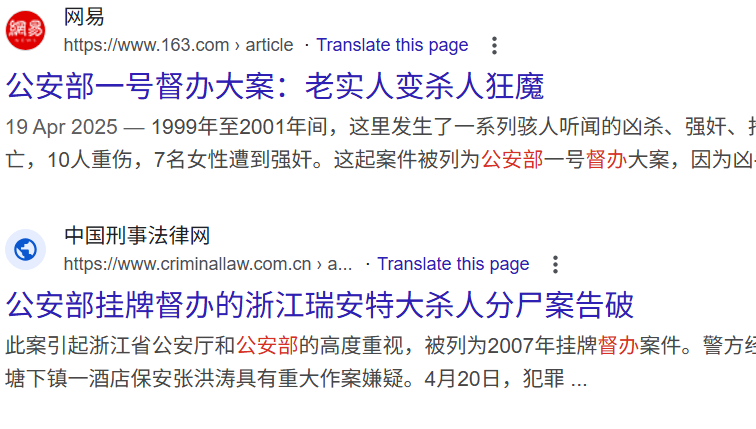 網易
NEWS
网易
https://www.163.com › article · Translate this page
公安部一号督办大案：老实人变杀人狂魔
19 Apr 2025 — 1999年至2001年间，这里发生了一系列骇人听闻的凶杀、强奸、
亡，10人重伤，7名女性遭到强奸。这起案件被列为公安部一号督办大案，因为凶
中国刑事法律网
https://www.criminallaw.com.cn › a... · Translate this page
公安部挂牌督办的浙江瑞安特大杀人分尸案告破
此案引起浙江省公安厅和公安部的高度重视，被列为2007年挂牌督办案件。警方经
塘下镇一酒店保安张洪涛具有重大作案嫌疑。4月20日，犯罪 ...